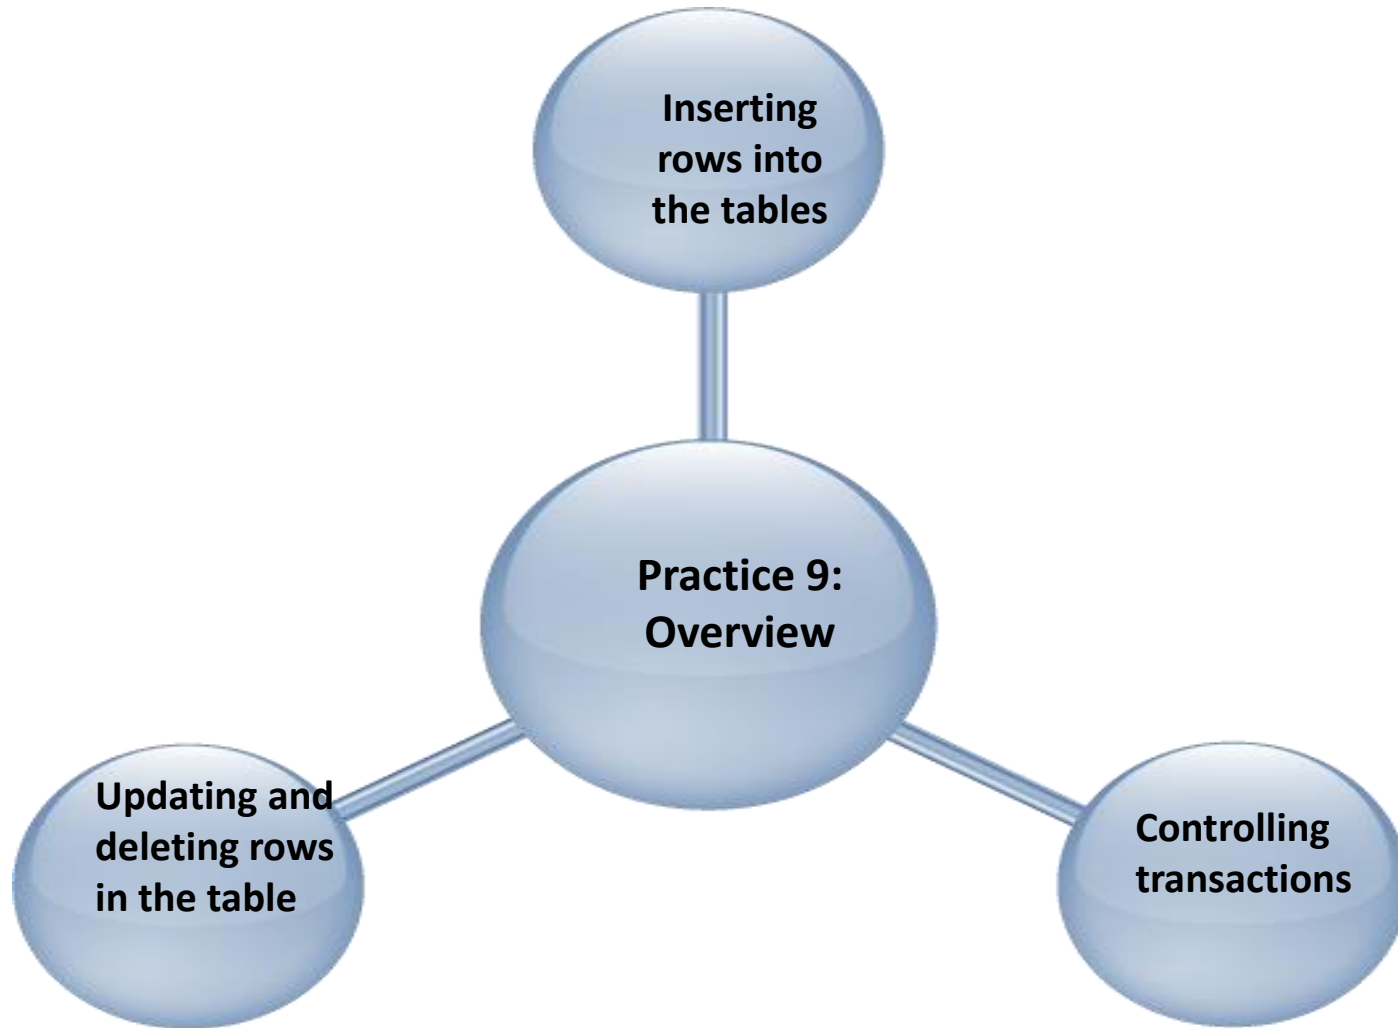 Inserting
rows into
the tables
Practice 9:
Overview
Updating and
deleting rows
in the table
Controlling
transactions